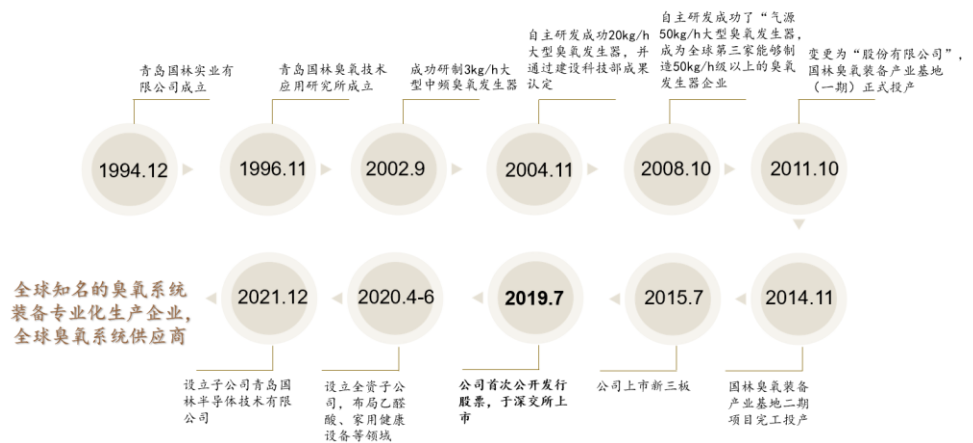 青岛国林实业有
限公司成立
1994.12
青岛国林臭氧技术
应用研究所成立
1996.11
成功研制3kg/h大
型中频臭氧发生器
2002.9
自主研发成功20kg/h
大型臭氧发生器，并
通过建设科技部成果
认定
2004.11
自主研发成功了“气源
50kg/h大型臭氧发生器，
成为全球第三家能够制
造50kg/h级以上的臭氧
发生器企业
2008.10
变更为“股份有限公司”，
国林臭氧装备产业基地
（一期）正式投产
2011.10
2014.11
国林臭氧装备
产业基地二期
项目完工投产
2015.7
公司上市新三板
2019.7
公司首次公开发行
股票，于深交所上
市
2020.4-6
设立全资子公
司，布局乙醛
酸、家用健康
设备等领域
2021.12
设立子公司青岛国
林半导体技术有限
公司
全球知名的臭氧系统
装备专业化生产企业，
全球臭氧系统供应商